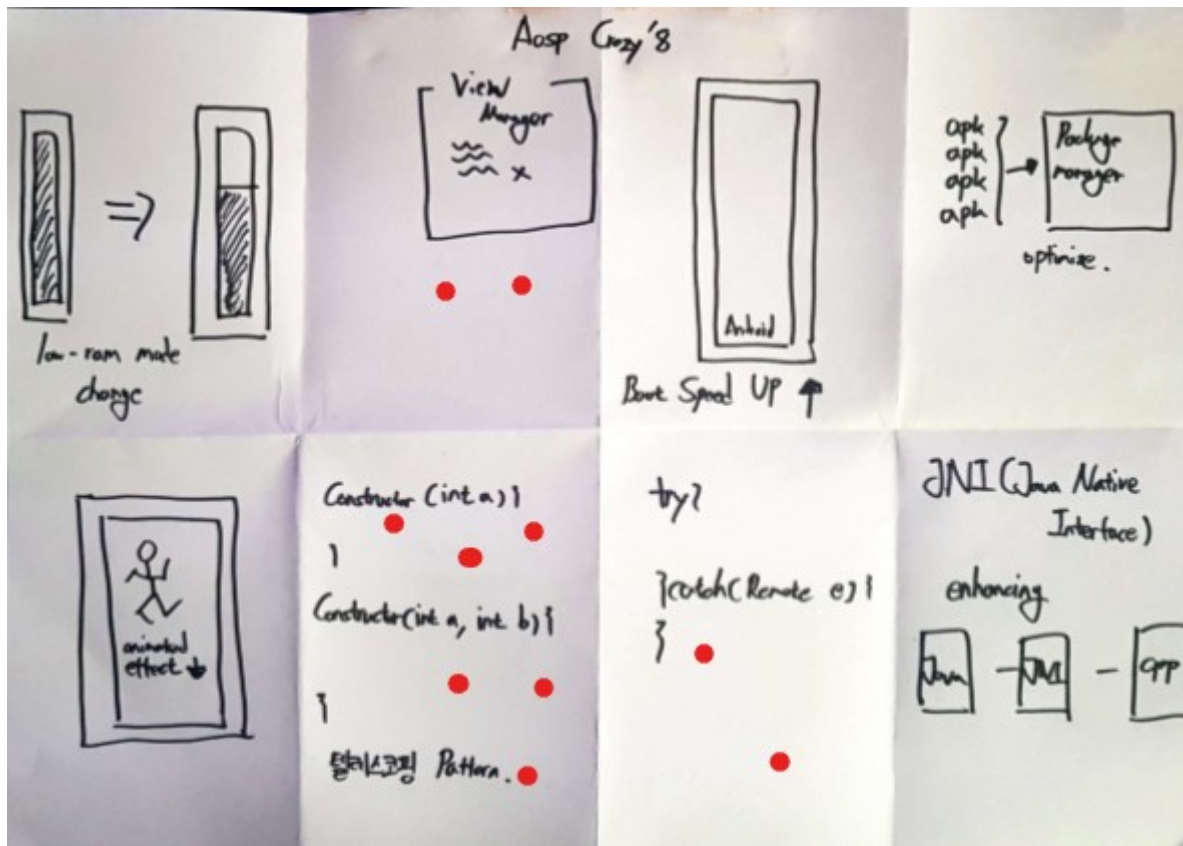 Aosp Crazy'8
low-ram mode
change
View
Manager
Android
Boot Speed UP ↑
apk
apk
apk
apk
Package
manager
optimize.
animated
effect ↓
Constructor (int a) {
}
Constructor(int a, int b) {
}
텔레스코핑 Pattern.
try {
} catch (Remote e) {
}
JNI (Java Native
Interface)
enhancing
Java - JNI - CPP